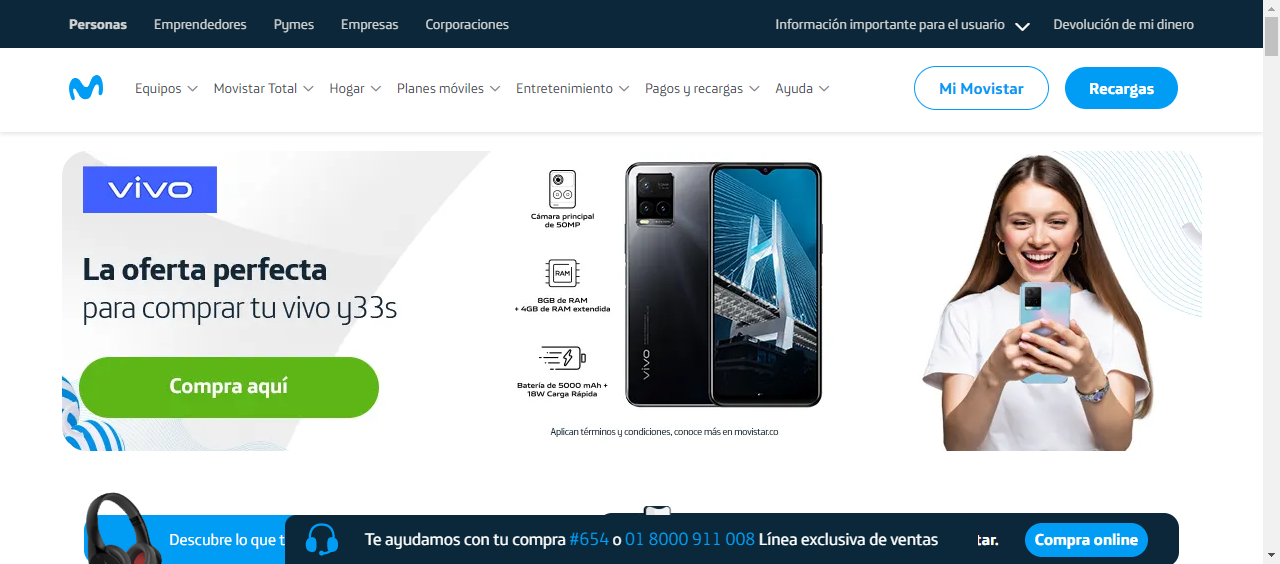 Personas Emprendedores Pymes Empresas Corporaciones Información importante para el usuario Devolución de mi dinero
Equipos Movistar Total Hogar Planes móviles Entretenimiento Pagos y recargas Ayuda Mi Movistar Recargas
vivo
La oferta perfecta
para comprar tu vivo y33s
Compra aquí
Cámara principal
de 50MP
RAM
8GB de RAM
+ 4GB de RAM extendida
Batería de 5000 mAh +
18W Carga Rápida
vivo
Aplican términos y condiciones, conoce más en movistar.co
Descubre lo que t
Te ayudamos con tu compra #654 o 01 8000 911 008 Línea exclusiva de ventas
tar.
Compra online